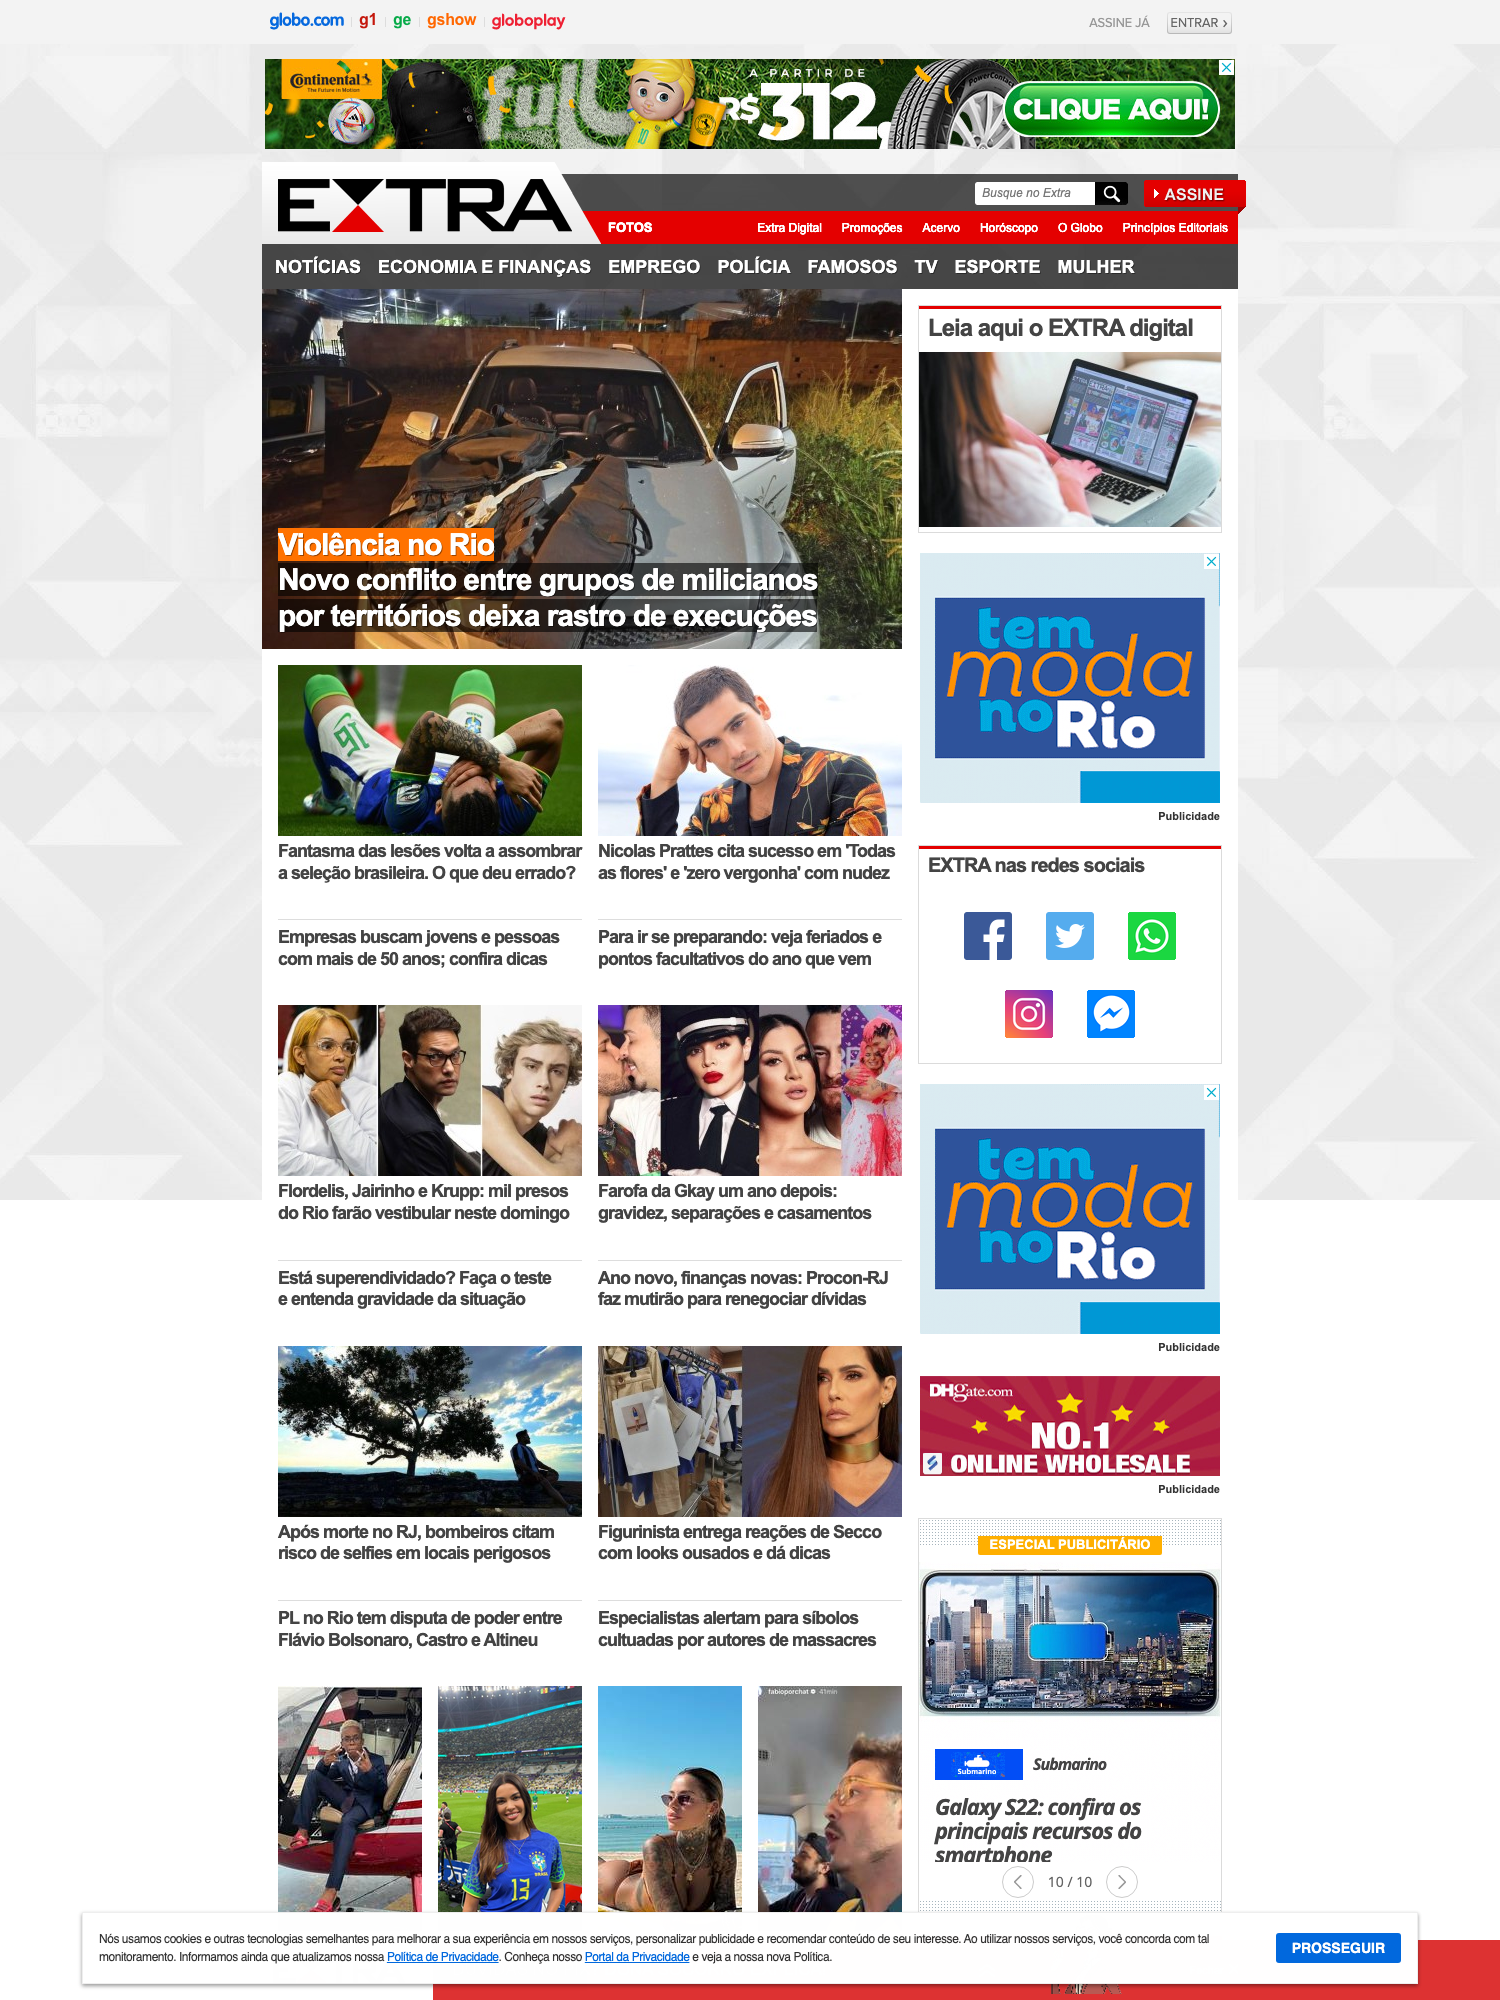 globo.com
g1
ge
gshow
globoplay
ASSINE JÁ
ENTRAR
Continental
The Future in Motion
full
A PARTIR DE
R$312,
PowerContact
CLIQUE AQUI!
EXTRA
Busque no Extra
ASSINE
FOTOS
Extra Digital
Promoções
Acervo
Horóscopo
O Globo
Princípios Editoriais
NOTÍCIAS
ECONOMIA E FINANÇAS
EMPREGO
POLÍCIA
FAMOSOS
TV
ESPORTE
MULHER
Violência no Rio
Novo conflito entre grupos de milicianos
por territórios deixa rastro de execuções
Leia aqui o EXTRA digital
tem
moda
no Rio
Publicidade
Fantasma das lesões volta a assombrar
a seleção brasileira. O que deu errado?
Nicolas Prattes cita sucesso em 'Todas
as flores' e 'zero vergonha' com nudez
EXTRA nas redes sociais
Empresas buscam jovens e pessoas
com mais de 50 anos; confira dicas
Para ir se preparando: veja feriados e
pontos facultativos do ano que vem
Flordelis, Jairinho e Krupp: mil presos
do Rio farão vestibular neste domingo
Farofa da Gkay um ano depois:
gravidez, separações e casamentos
tem
moda
no Rio
Publicidade
Está superendividado? Faça o teste
e entenda gravidade da situação
Ano novo, finanças novas: Procon-RJ
faz mutirão para renegociar dívidas
DHgate.com
NO.1
ONLINE WHOLESALE
Publicidade
Após morte no RJ, bombeiros citam
risco de selfies em locais perigosos
Figurinista entrega reações de Secco
com looks ousados e dá dicas
ESPECIAL PUBLICITÁRIO
PL no Rio tem disputa de poder entre
Flávio Bolsonaro, Castro e Altineu
Especialistas alertam para síbolos
cultuadas por autores de massacres
fabioporchat 41min
BRASIL
13
Submarino
Submarino
Galaxy S22: confira os
principais recursos do
smartphone
10 / 10
Nós usamos cookies e outras tecnologias semelhantes para melhorar a sua experiência em nossos serviços, personalizar publicidade e recomendar conteúdo de seu interesse. Ao utilizar nossos serviços, você concorda com tal
monitoramento. Informamos ainda que atualizamos nossa Política de Privacidade. Conheça nosso Portal da Privacidade e veja a nossa nova Política.
PROSSEGUIR